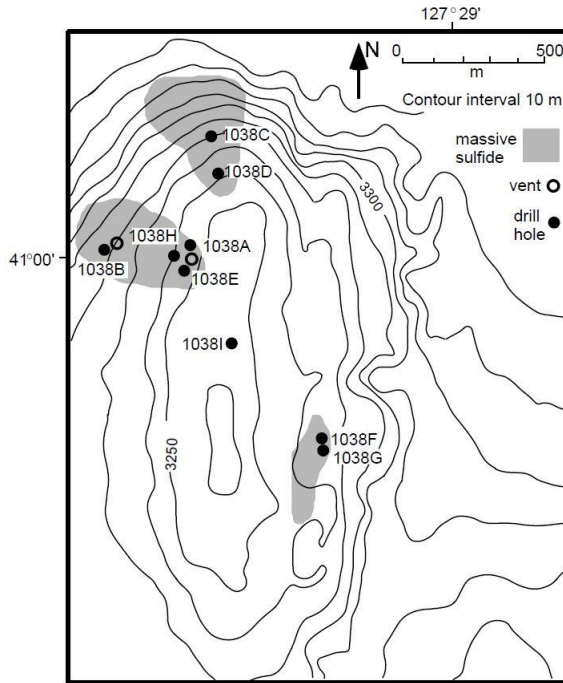 127°29'
N
0 500
m
Contour interval 10 m
massive
sulfide
vent
drill
hole
1038C
1038D
3300
1038H
1038A
41°00'
1038B
1038E
1038I
1038F
1038G
3250